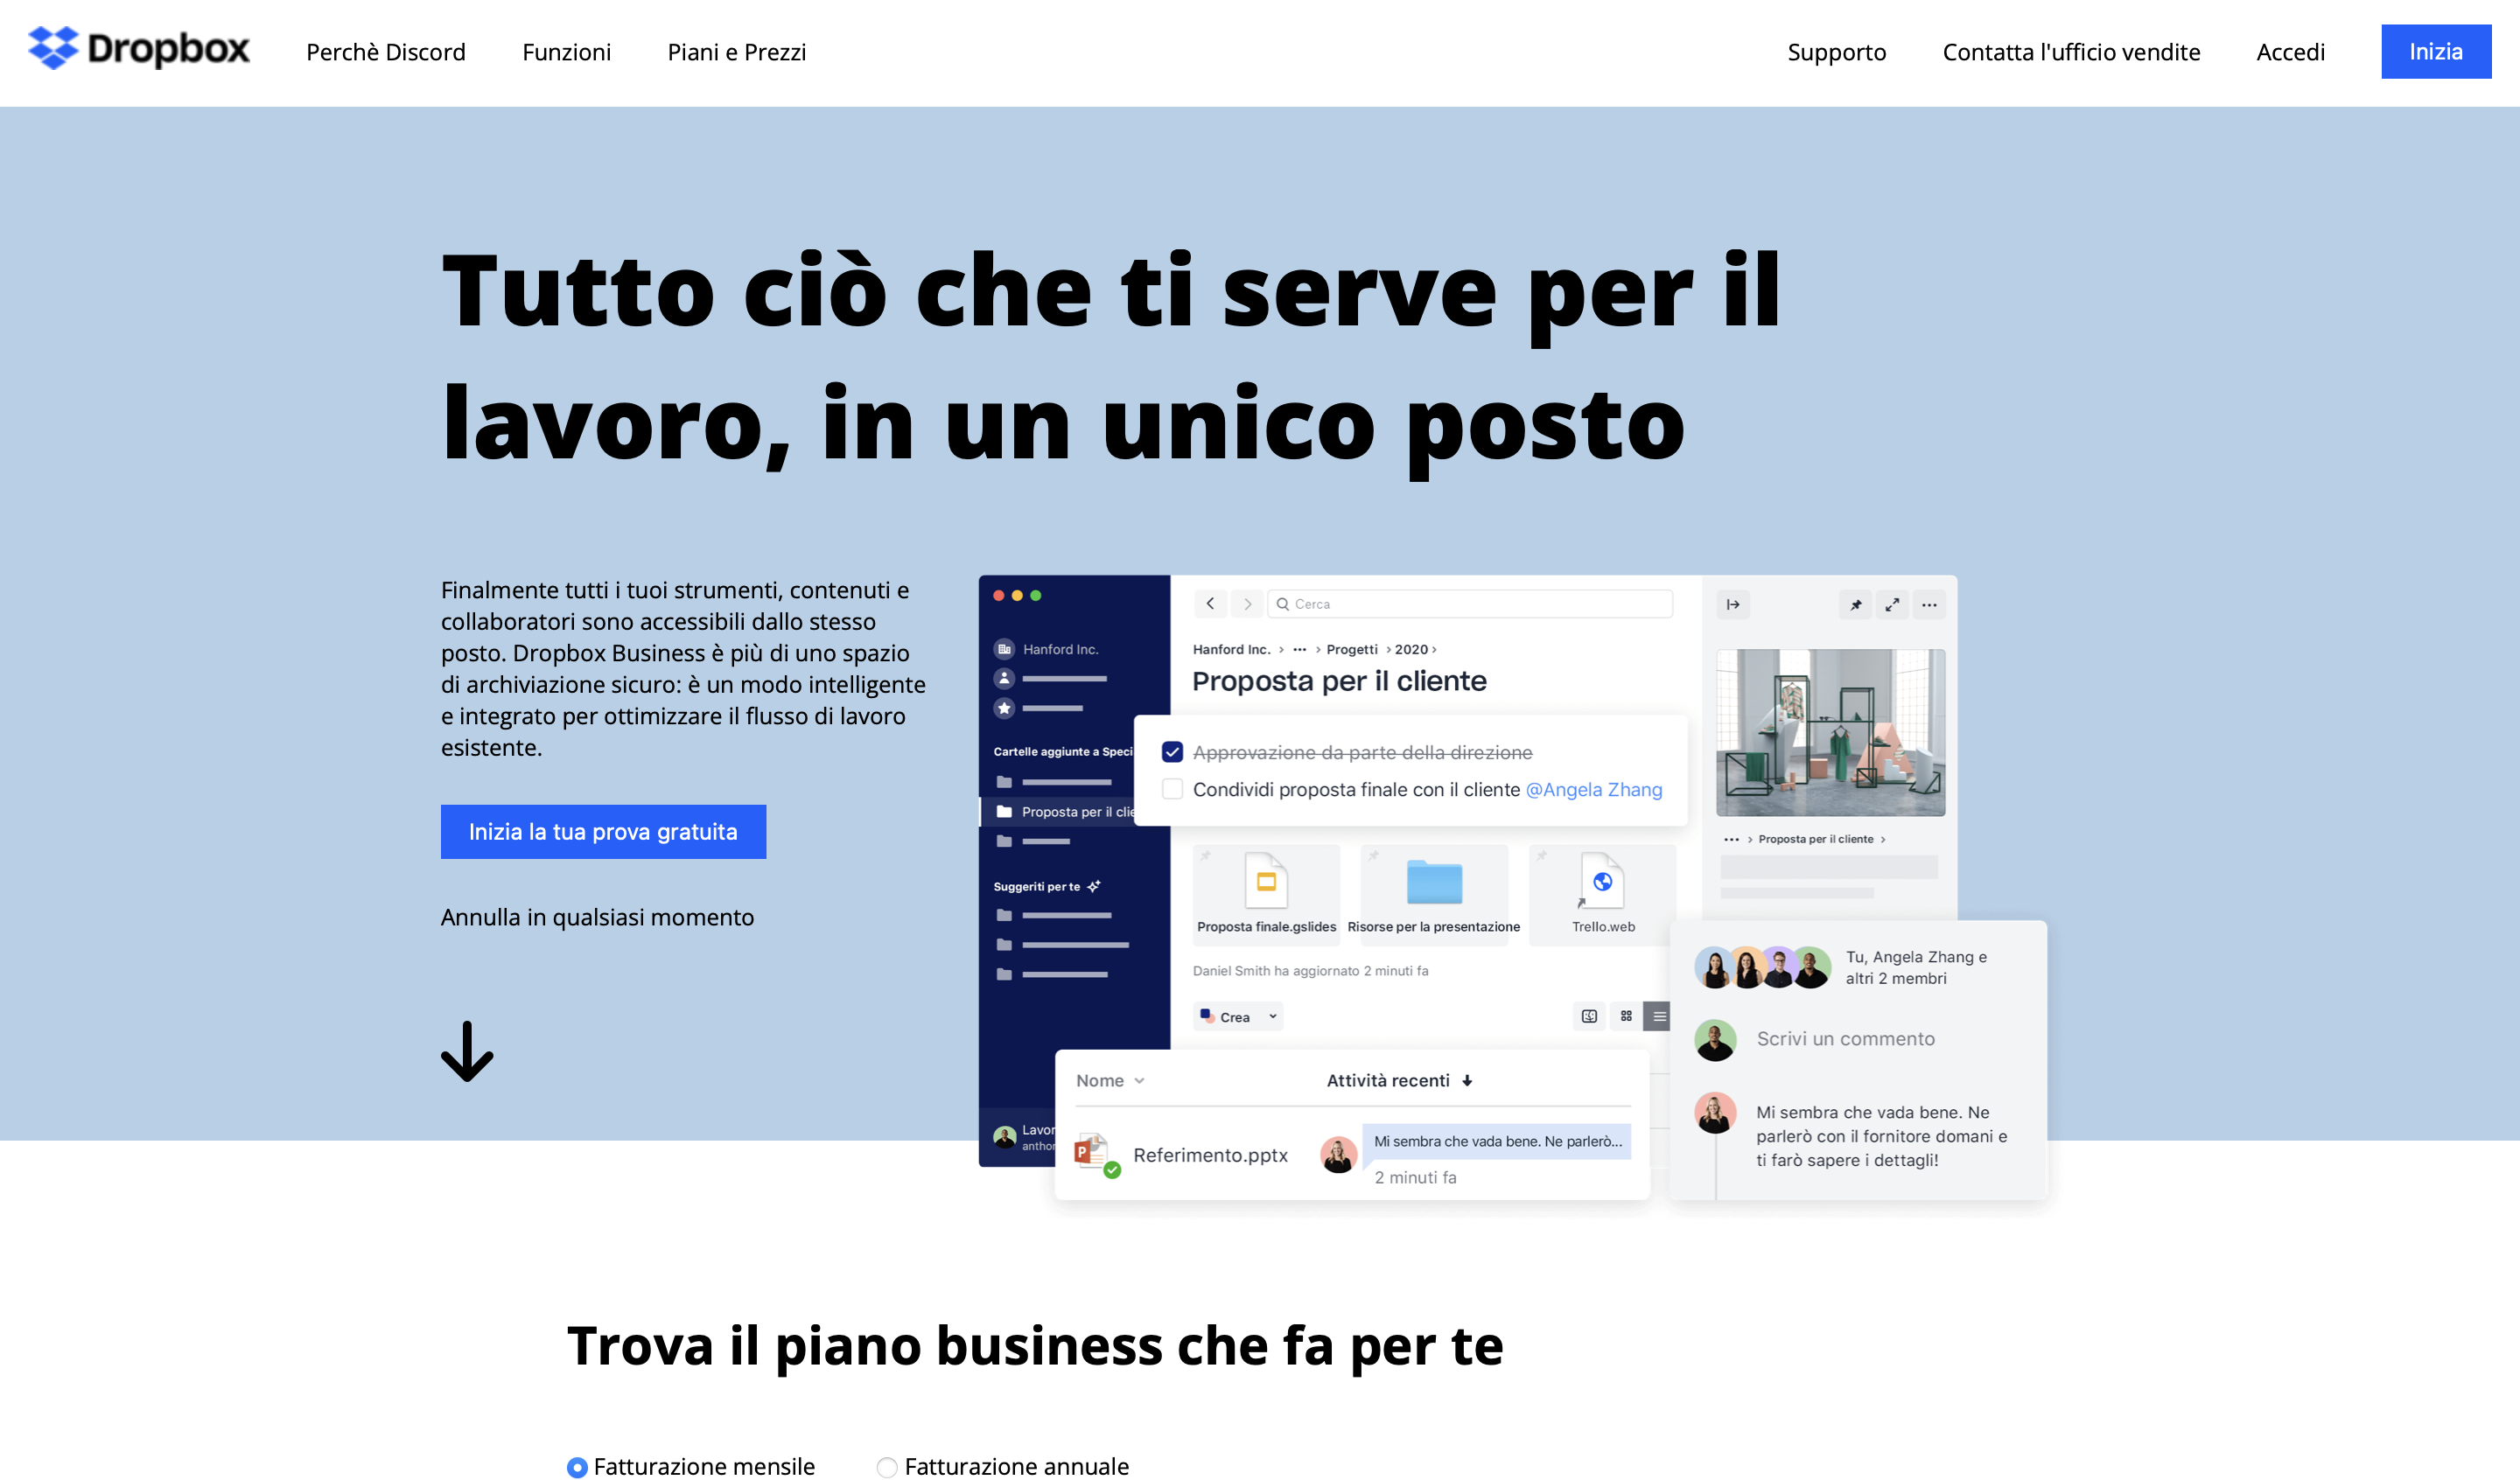 Dropbox
Perchè Discord
Funzioni
Piani e Prezzi
Supporto
Contatta l'ufficio vendite
Accedi
Inizia
Tutto ciò che ti serve per il
lavoro, in un unico posto
Finalmente tutti i tuoi strumenti, contenuti e
collaboratori sono accessibili dallo stesso
posto. Dropbox Business è più di uno spazio
di archiviazione sicuro: è un modo intelligente
e integrato per ottimizzare il flusso di lavoro
esistente.
Inizia la tua prova gratuita
Annulla in qualsiasi momento
Hanford Inc.
Cartelle aggiunte a Speci
Proposta per il clie
Suggeriti per te
Lavor
antho
Cerca
Hanford Inc. › ••• › Progetti › 2020 ›
Proposta per il cliente
Approvazione da parte della direzione
Condividi proposta finale con il cliente @Angela Zhang
Proposta finale.gslides
Risorse per la presentazione
Trello.web
Daniel Smith ha aggiornato 2 minuti fa
Crea
Nome
Attività recenti
P
Referimento.pptx
Mi sembra che vada bene. Ne parlerò...
2 minuti fa
••• › Proposta per il cliente ›
Tu, Angela Zhang e
altri 2 membri
Scrivi un commento
Mi sembra che vada bene. Ne
parlerò con il fornitore domani e
ti farò sapere i dettagli!
Trova il piano business che fa per te
Fatturazione mensile
Fatturazione annuale